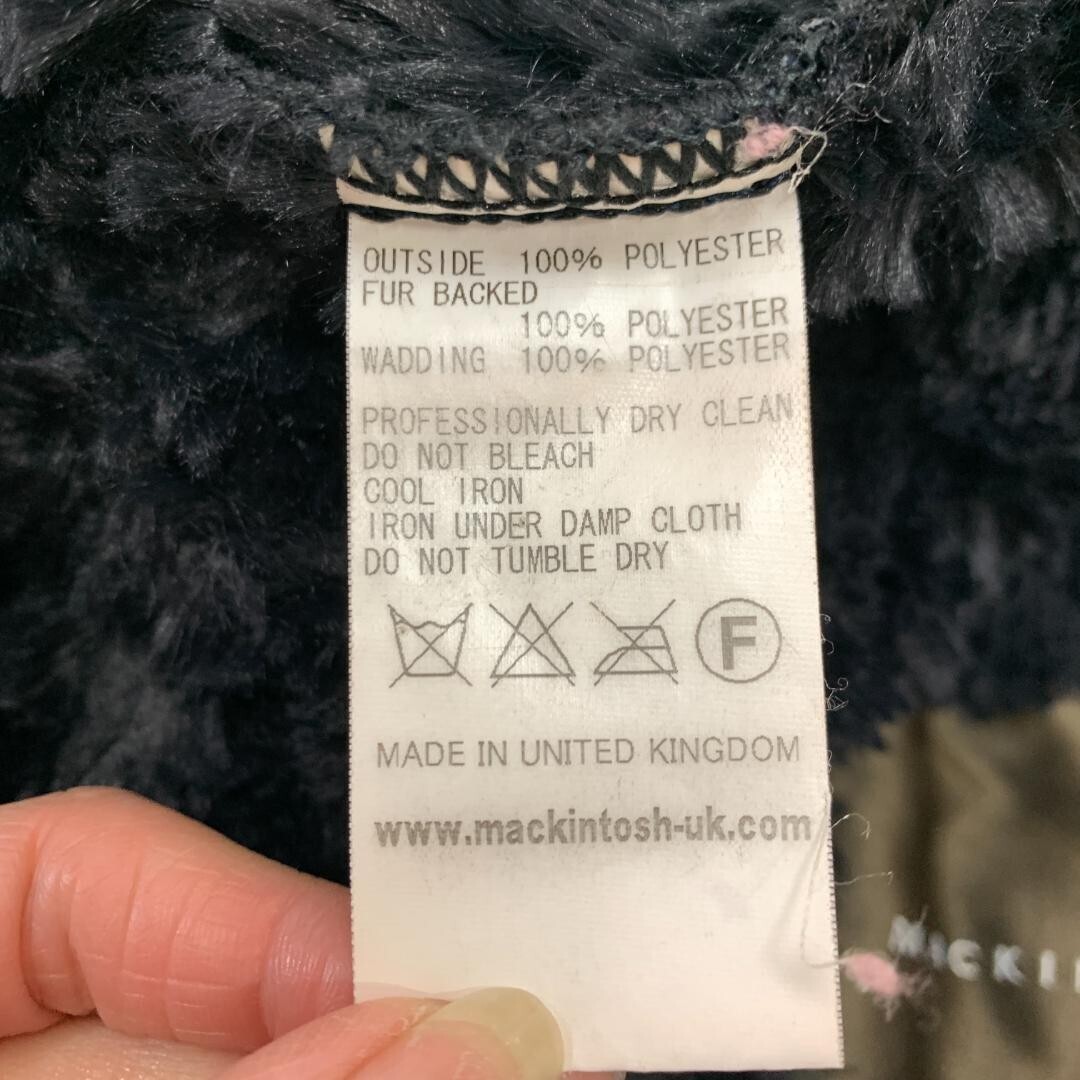 OUTSIDE 100% POLYESTER
FUR BACKED
100% POLYESTER
WADDING 100% POLYESTER
PROFESSIONALLY DRY CLEAN
DO NOT BLEACH
COOL IRON
IRON UNDER DAMP CLOTH
DO NOT TUMBLE DRY
F
MADE IN UNITED KINGDOM
www.mackintosh-uk.com